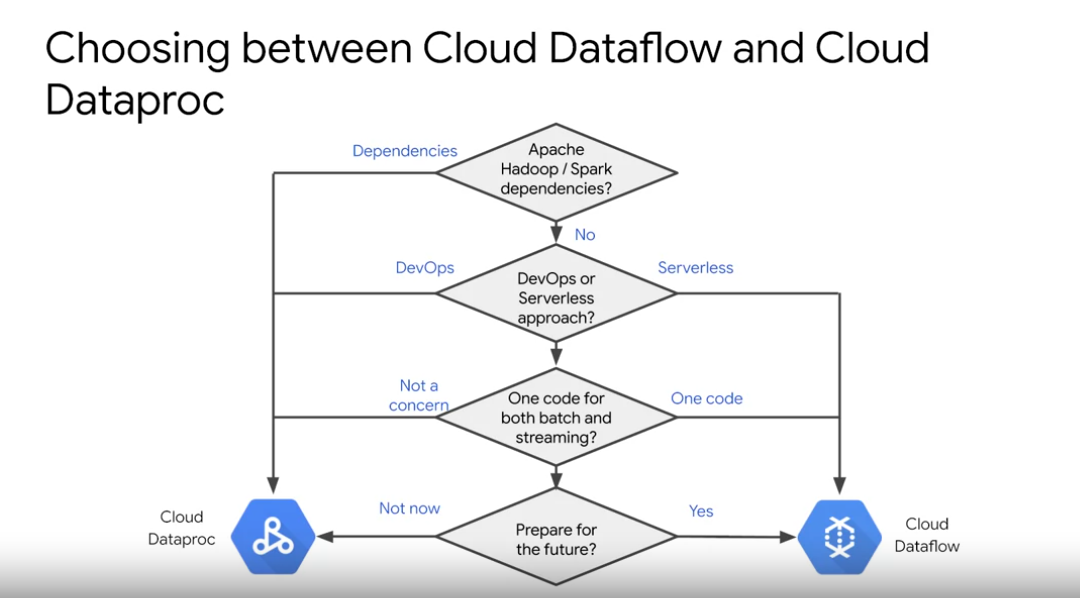 Choosing between Cloud Dataflow and Cloud
Dataproc
Dependencies
Apache
Hadoop / Spark
dependencies?
No
DevOps
DevOps or
Serverless
approach?
Serverless
Not a
concern
One code for
both batch and
streaming?
One code
Cloud
Dataproc
Not now
Prepare for
the future?
Yes
Cloud
Dataflow